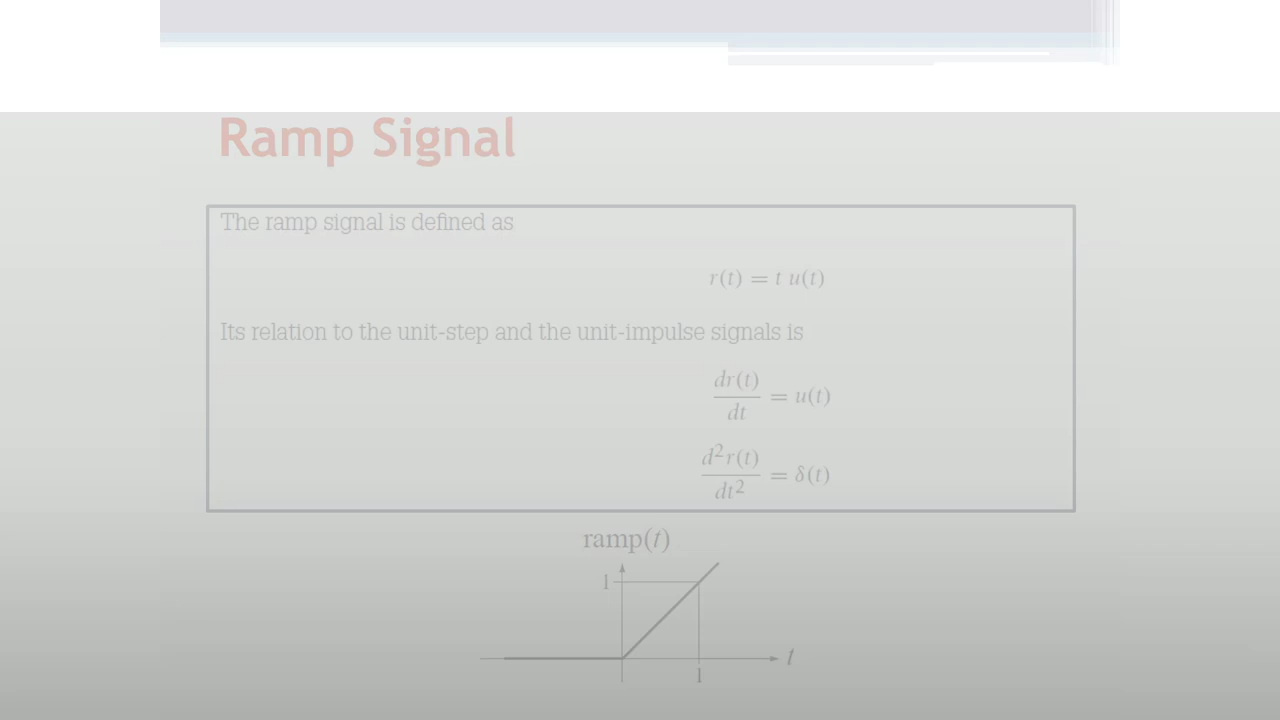 Ramp Signal
The ramp signal is defined as
r(t) = t u(t)
Its relation to the unit-step and the unit-impulse signals is
dr(t)/dt = u(t)
d²r(t)/dt² = δ(t)
ramp(t)
1
t
1